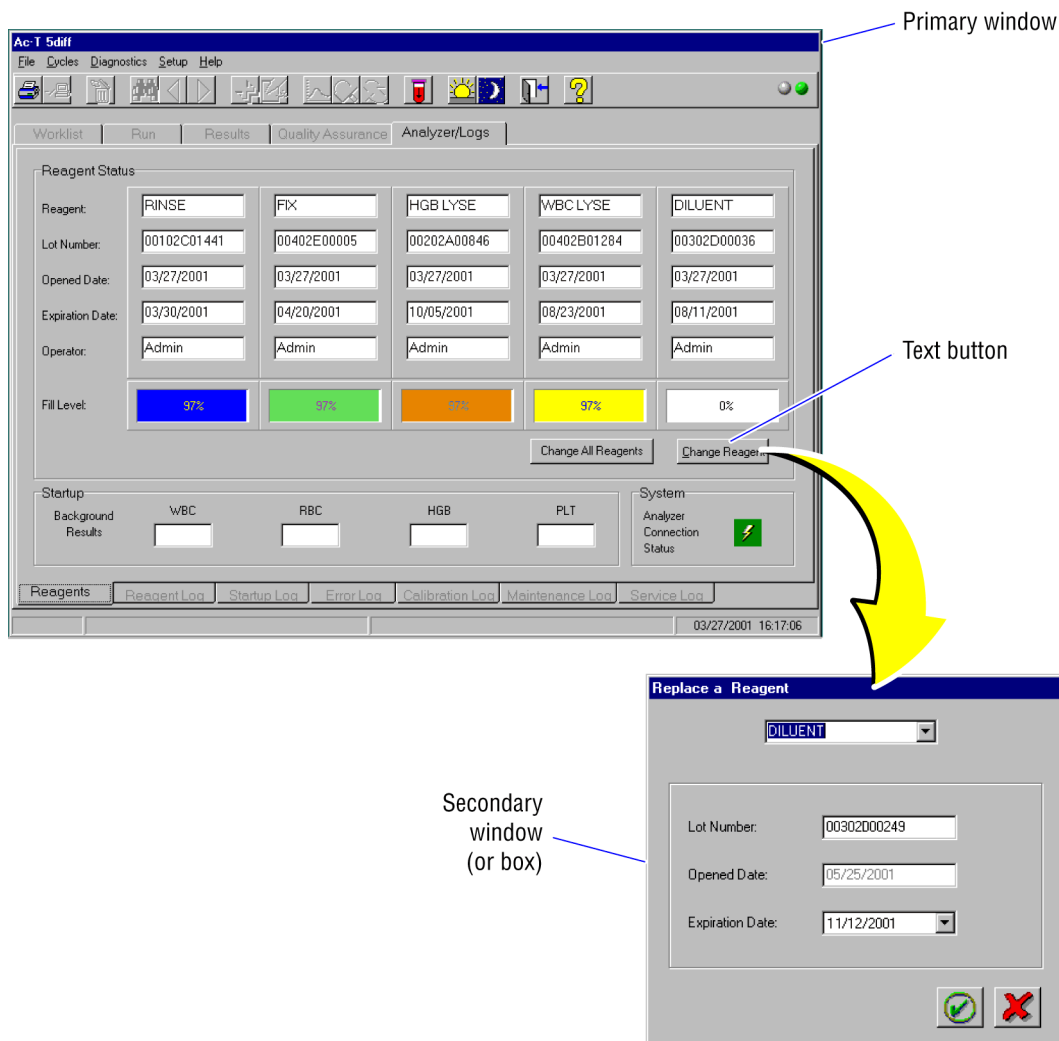 Primary window
Ac·T 5diff
File Cycles Diagnostics Setup Help
Worklist Run Results Quality Assurance Analyzer/Logs
Reagent Status
Reagent: RINSE FIX HGB LYSE WBC LYSE DILUENT
Lot Number: 00102C01441 00402E00005 00202A00846 00402B01284 00302D00036
Opened Date: 03/27/2001 03/27/2001 03/27/2001 03/27/2001 03/27/2001
Expiration Date: 03/30/2001 04/20/2001 10/05/2001 08/23/2001 08/11/2001
Operator: Admin Admin Admin Admin Admin
Text button
Fill Level: 97% 97% 97% 0%
Change All Reagents Change Reagent
Startup
System
Background Results
WBC RBC HGB PLT
Analyzer
Connection
Status
Reagents Reagent Log Startup Log Error Log Calibration Log Maintenance Log Service Log
03/27/2001 16:17:06
Replace a Reagent
DILUENT
Secondary
window
(or box)
Lot Number: 00302D00249
Opened Date: 05/25/2001
Expiration Date: 11/12/2001